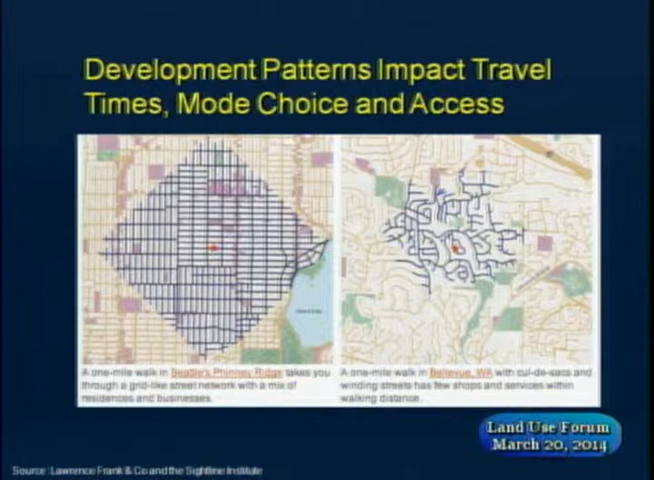 Development Patterns Impact Travel
Times, Mode Choice and Access
A one-mile walk in Seattle's Phinney Ridge takes you
through a grid-like street network with a mix of
residences and businesses.
A one-mile walk in Bellevue, WA with cul-de-sacs and
winding streets has few shops and services within
walking distance.
Land Use Forum
March 20, 2014
Source: Lawrence Frank & Co and the Sightline Institute